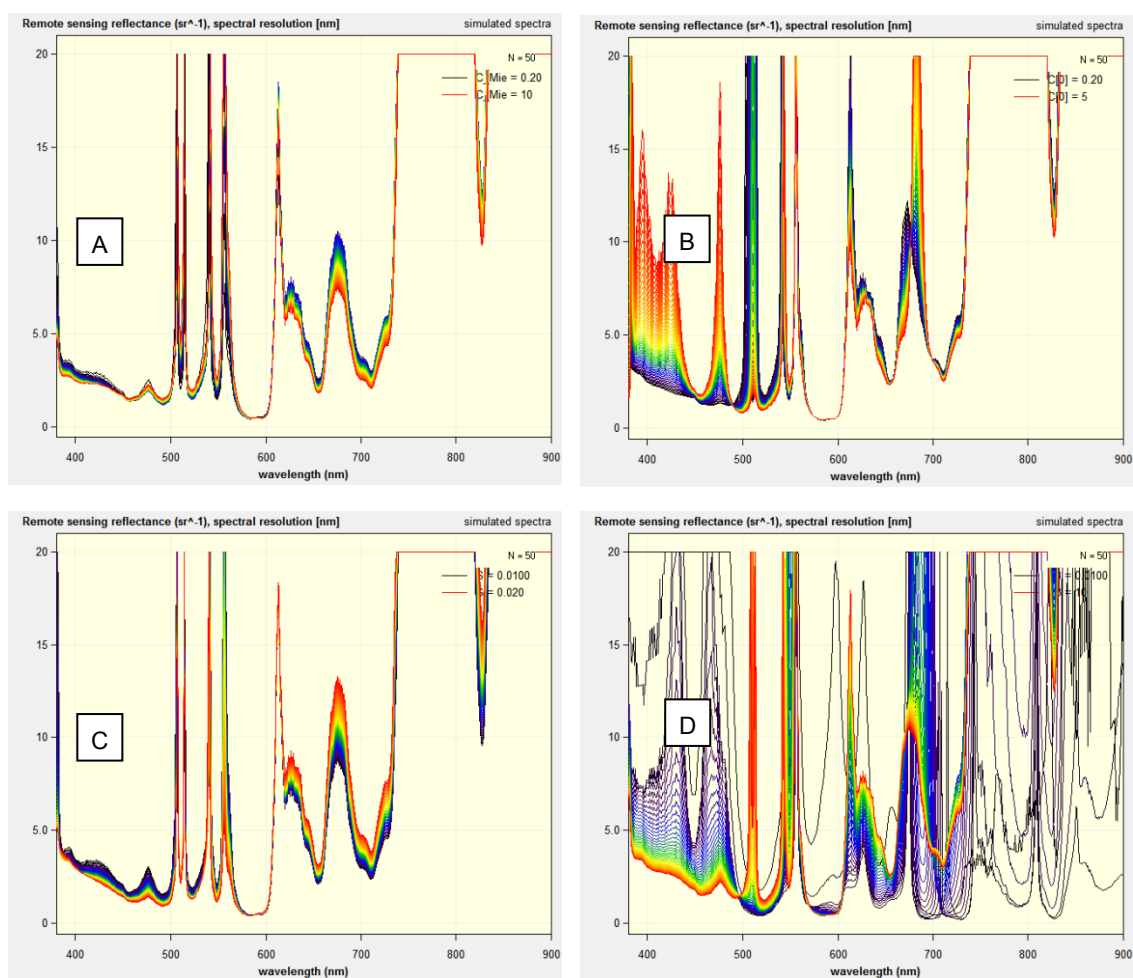 Remote sensing reflectance (sr^-1), spectral resolution [nm] simulated spectra
20
15
10
5.0
0
N = 50
C_Mie = 0.20
C_Mie = 10
A
400 500 600 700 800 900
wavelength (nm)
Remote sensing reflectance (sr^-1), spectral resolution [nm] simulated spectra
20
15
10
5.0
0
N = 50
C[0] = 0.20
C[0] = 5
B
400 500 600 700 800 900
wavelength (nm)
Remote sensing reflectance (sr^-1), spectral resolution [nm] simulated spectra
20
15
10
5.0
0
N = 50
S = 0.0100
S = 0.020
C
400 500 600 700 800 900
wavelength (nm)
Remote sensing reflectance (sr^-1), spectral resolution [nm] simulated spectra
20
15
10
5.0
0
N = 50
D
400 500 600 700 800 900
wavelength (nm)